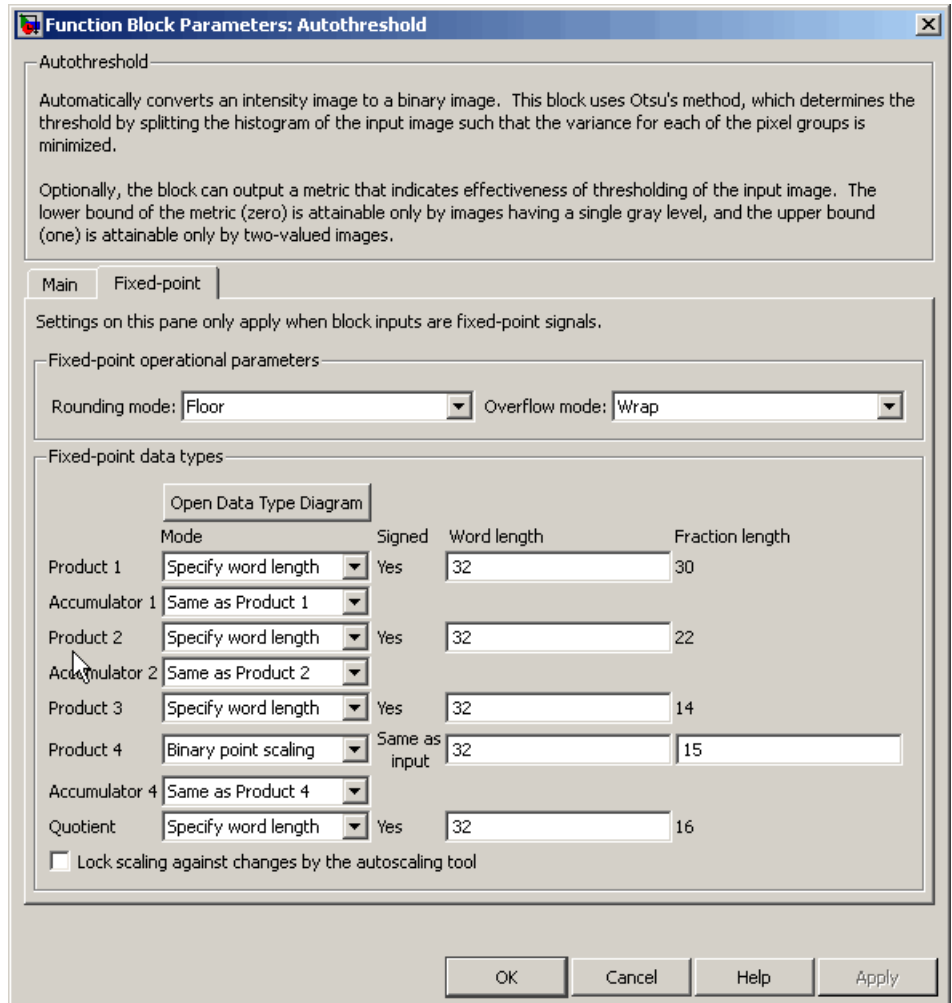 Function Block Parameters: Autothreshold
Autothreshold
Automatically converts an intensity image to a binary image. This block uses Otsu's method, which determines the
threshold by splitting the histogram of the input image such that the variance for each of the pixel groups is
minimized.
Optionally, the block can output a metric that indicates effectiveness of thresholding of the input image. The
lower bound of the metric (zero) is attainable only by images having a single gray level, and the upper bound
(one) is attainable only by two-valued images.
Main Fixed-point
Settings on this pane only apply when block inputs are fixed-point signals.
Fixed-point operational parameters
Rounding mode: Floor Overflow mode: Wrap
Fixed-point data types
Open Data Type Diagram
Mode Signed Word length Fraction length
Product 1 Specify word length Yes 32 30
Accumulator 1 Same as Product 1
Product 2 Specify word length Yes 32 22
Accumulator 2 Same as Product 2
Product 3 Specify word length Yes 32 14
Product 4 Binary point scaling Same as input 32 15
Accumulator 4 Same as Product 4
Quotient Specify word length Yes 32 16
Lock scaling against changes by the autoscaling tool
OK Cancel Help Apply